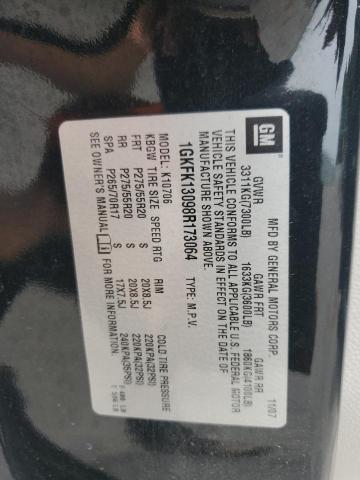 GM
MFD BY GENERAL MOTORS CORP. 11/07
GVWR GAWR FRT GAWR RR
3311KG(7300LB) 1633KG(3600LB) 1860KG(4100LB)
THIS VEHICLE CONFORMS TO ALL APPLICABLE U.S. FEDERAL MOTOR
VEHICLE SAFETY STANDARDS IN EFFECT ON THE DATE OF
MANUFACTURE SHOWN ABOVE.
1GKFK13098R173064 TYPE: M.P.V.
MODEL: K10706
KBGW TIRE SIZE SPEED RTG RIM COLD TIRE PRESSURE
FRT P275/55R20 S 20X8.5J 220KPA(32PSI)
RR P275/55R20 S 20X8.5J 220KPA(32PSI)
SPA P265/70R17 S 17X7.5J 240KPA(35PSI)
SEE OWNER'S MANUAL i FOR MORE INFORMATION.